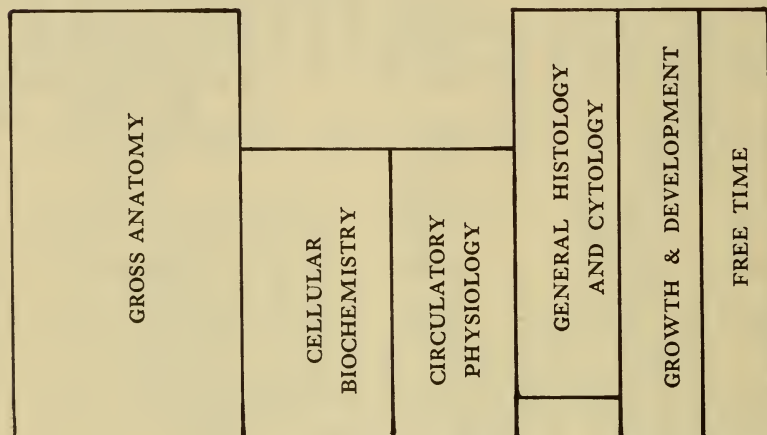 GROSS ANATOMY
CELLULAR
BIOCHEMISTRY
CIRCULATORY
PHYSIOLOGY
GENERAL HISTOLOGY
AND CYTOLOGY
GROWTH & DEVELOPMENT
FREE TIME